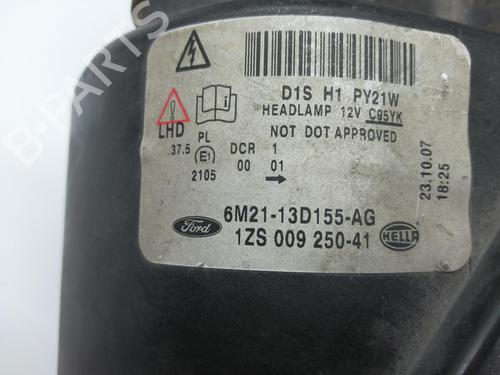 D1S H1 PY21W
HEADLAMP 12V C95YK
NOT DOT APPROVED
LHD
37.5 PL
E1 DCR 1
2105 00 01
23.10.07
18:25
Ford 6M21-13D155-AG
1ZS 009 250-41 HELLA